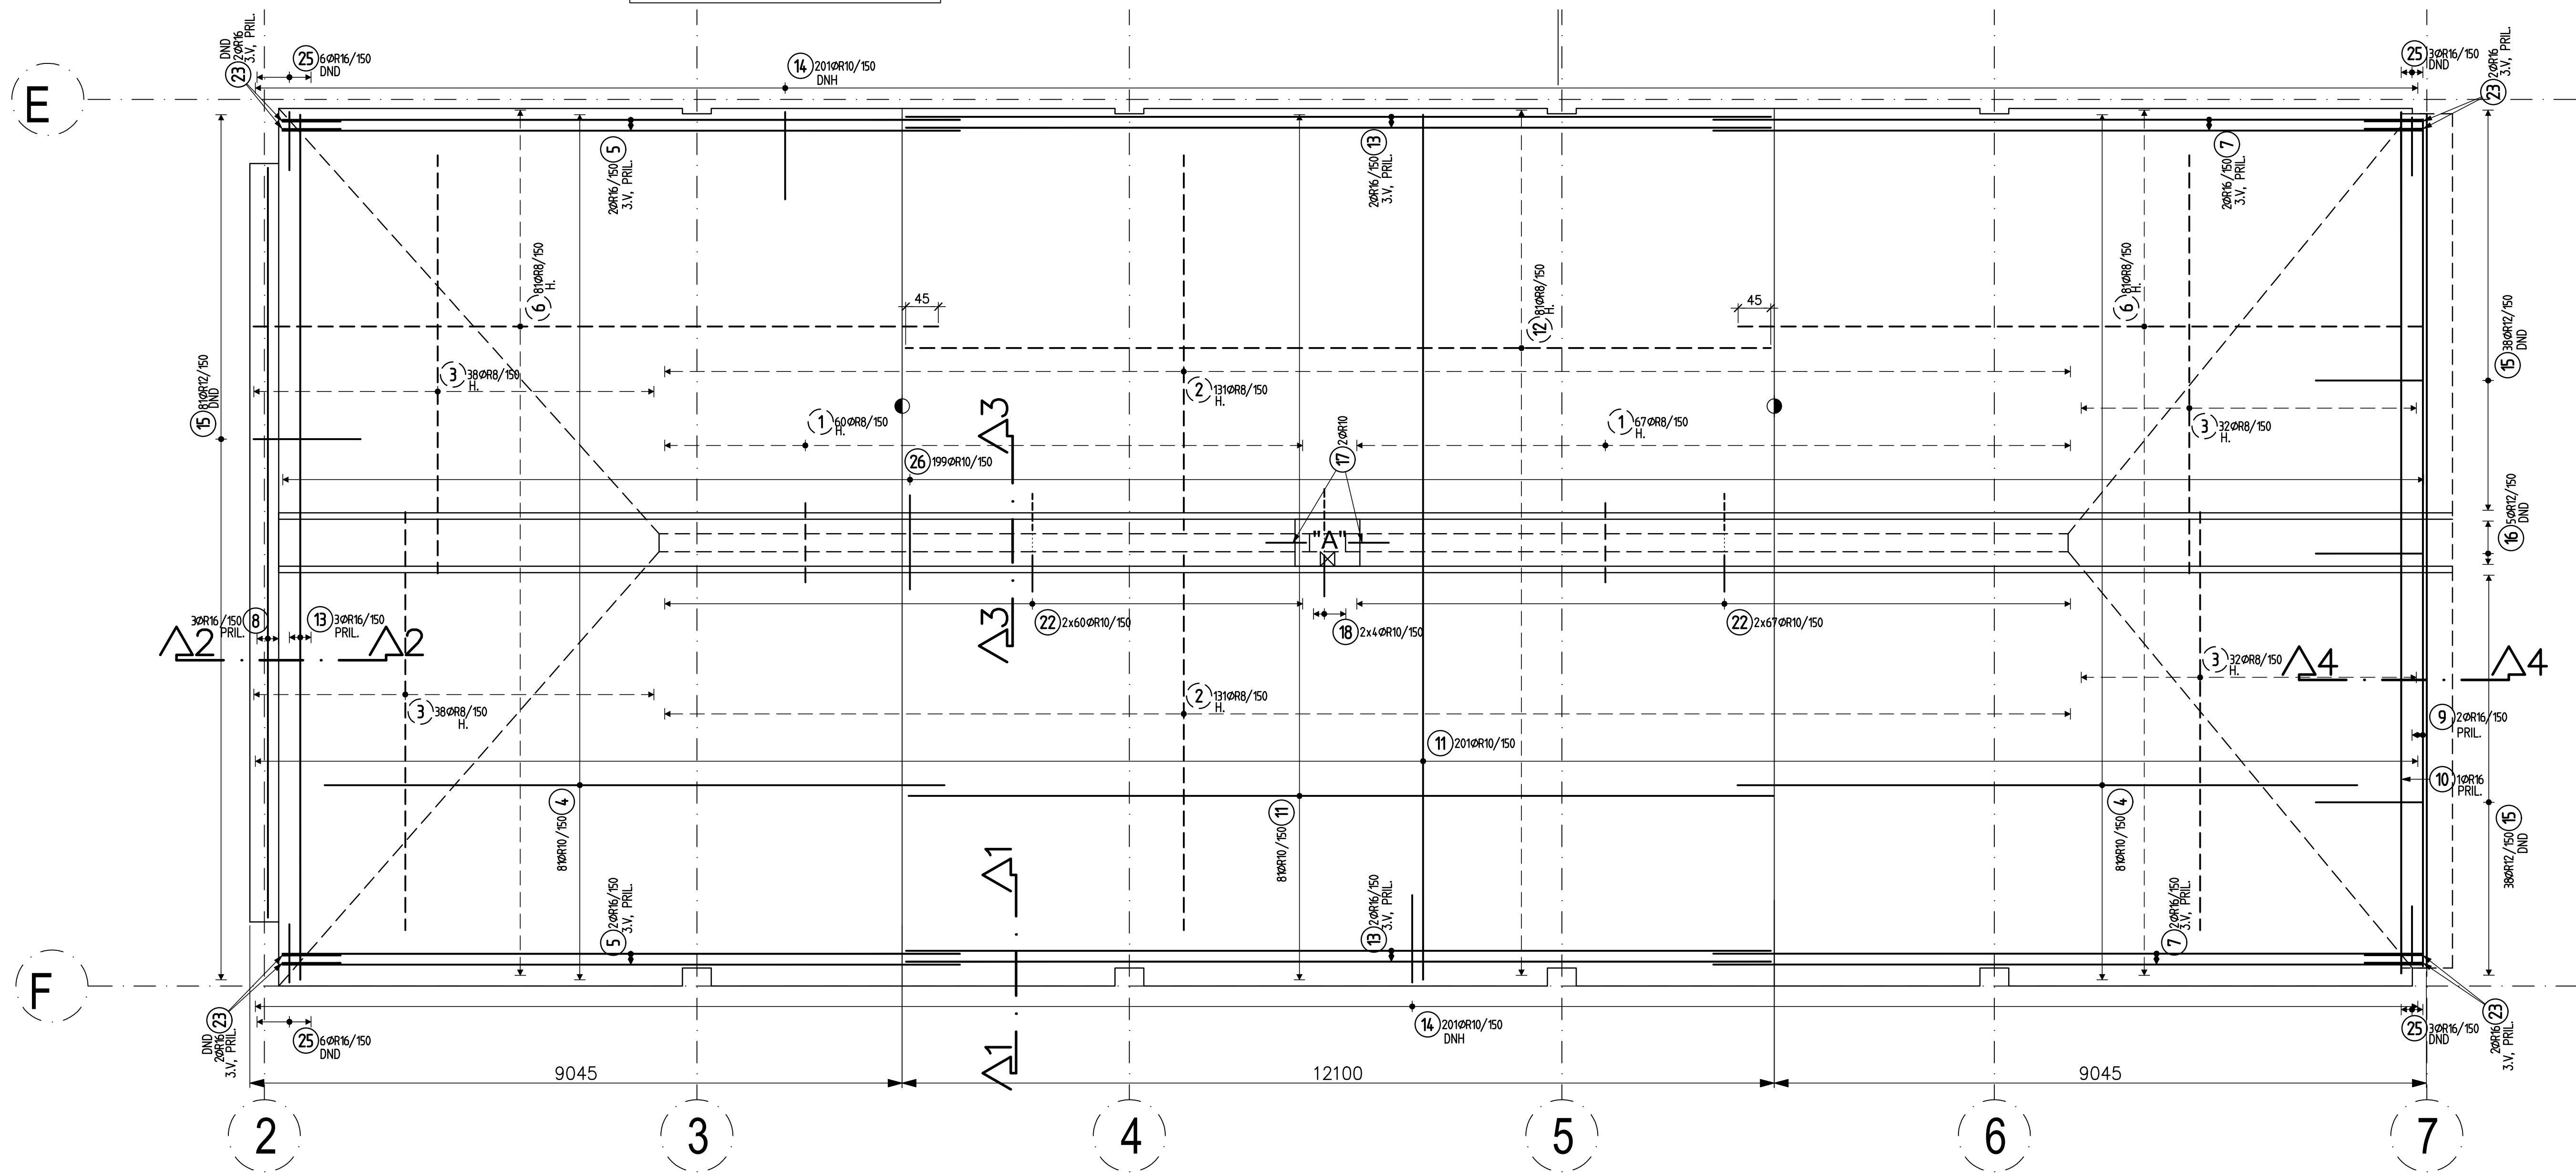 DND
2ØR16
3.V, PRIL.
23
25 6ØR16/150
DND
14 201ØR10/150
DNH
25 3ØR16/150
DND
2ØR16
3.V, PRIL.
23
E
5
2ØR16/150
3.V, PRIL.
13
2ØR16/150
3.V, PRIL.
7
2ØR16/150
3.V, PRIL.
6 81ØR8/150
H.
45
12 81ØR8/150
H.
45
6 81ØR8/150
H.
15 81ØR12/150
DND
15 38ØR12/150
DND
3 38ØR8/150
H.
2 131ØR8/150
H.
1 60ØR8/150
H.
3
1 67ØR8/150
H.
3 32ØR8/150
H.
26 199ØR10/150
17 2ØR10
16 5ØR12/150
DND
"A"
3ØR16/150 8
PRIL.
13 3ØR16/150
PRIL.
2
2
3
22 2x60ØR10/150
18 2x4ØR10/150
22 2x67ØR10/150
3 32ØR8/150
H.
4
4
3 38ØR8/150
H.
2 131ØR8/150
H.
9 2ØR16/150
PRIL.
11 201ØR10/150
10 1ØR16
PRIL.
81ØR10/150 4
81ØR10/150 11
81ØR10/150 4
38ØR12/150 15
DND
1
5 2ØR16/150
3.V, PRIL.
13 2ØR16/150
3.V, PRIL.
7 2ØR16/150
3.V, PRIL.
F
DND
2ØR16 23
3.V, PRIL.
25 6ØR16/150
DND
14 201ØR10/150
DNH
25 3ØR16/150
DND
2ØR16 23
3.V, PRIL.
1
9045
12100
9045
2
3
4
5
6
7